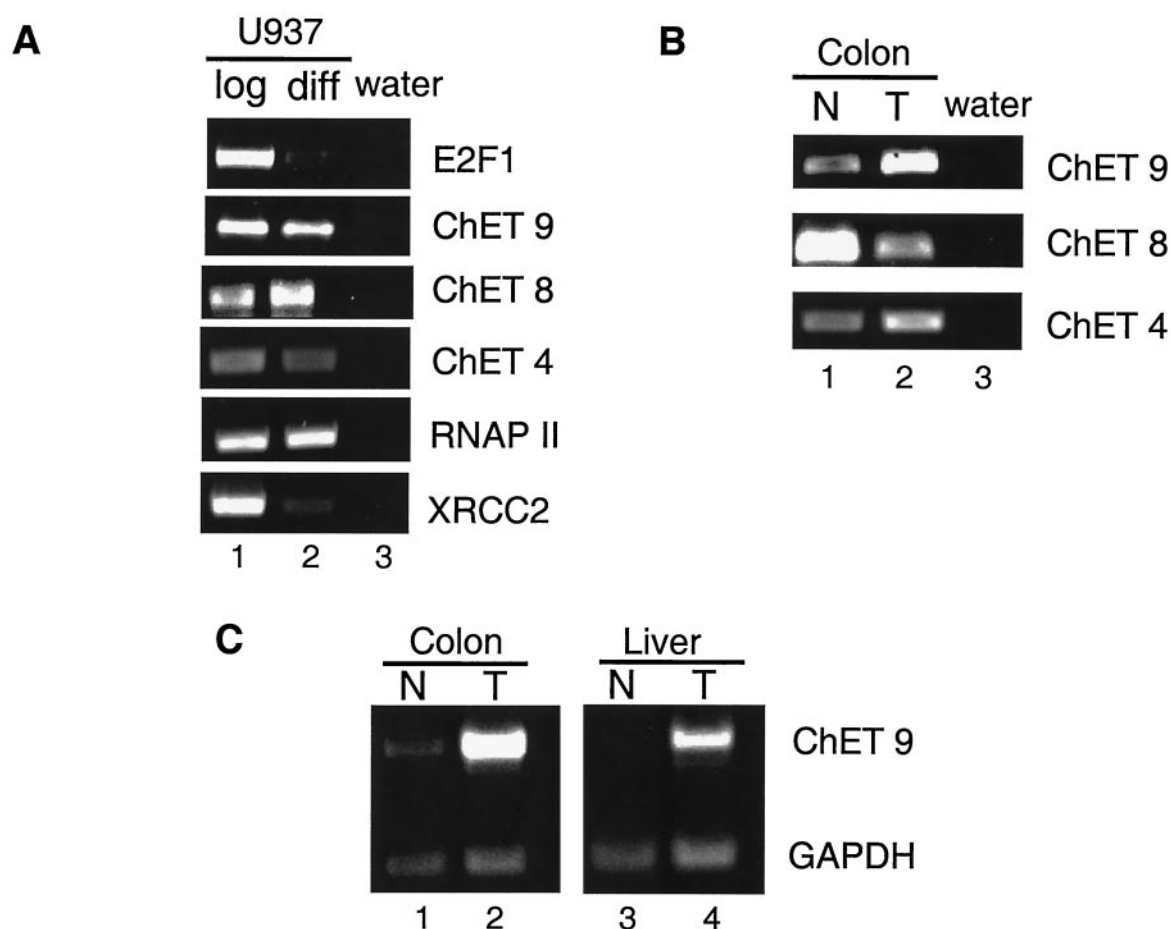 A
U937
log diff water
E2F1
ChET 9
ChET 8
ChET 4
RNAP II
XRCC2
1 2 3
B
Colon
N T water
ChET 9
ChET 8
ChET 4
1 2 3
C
Colon Liver
N T N T
ChET 9
GAPDH
1 2 3 4